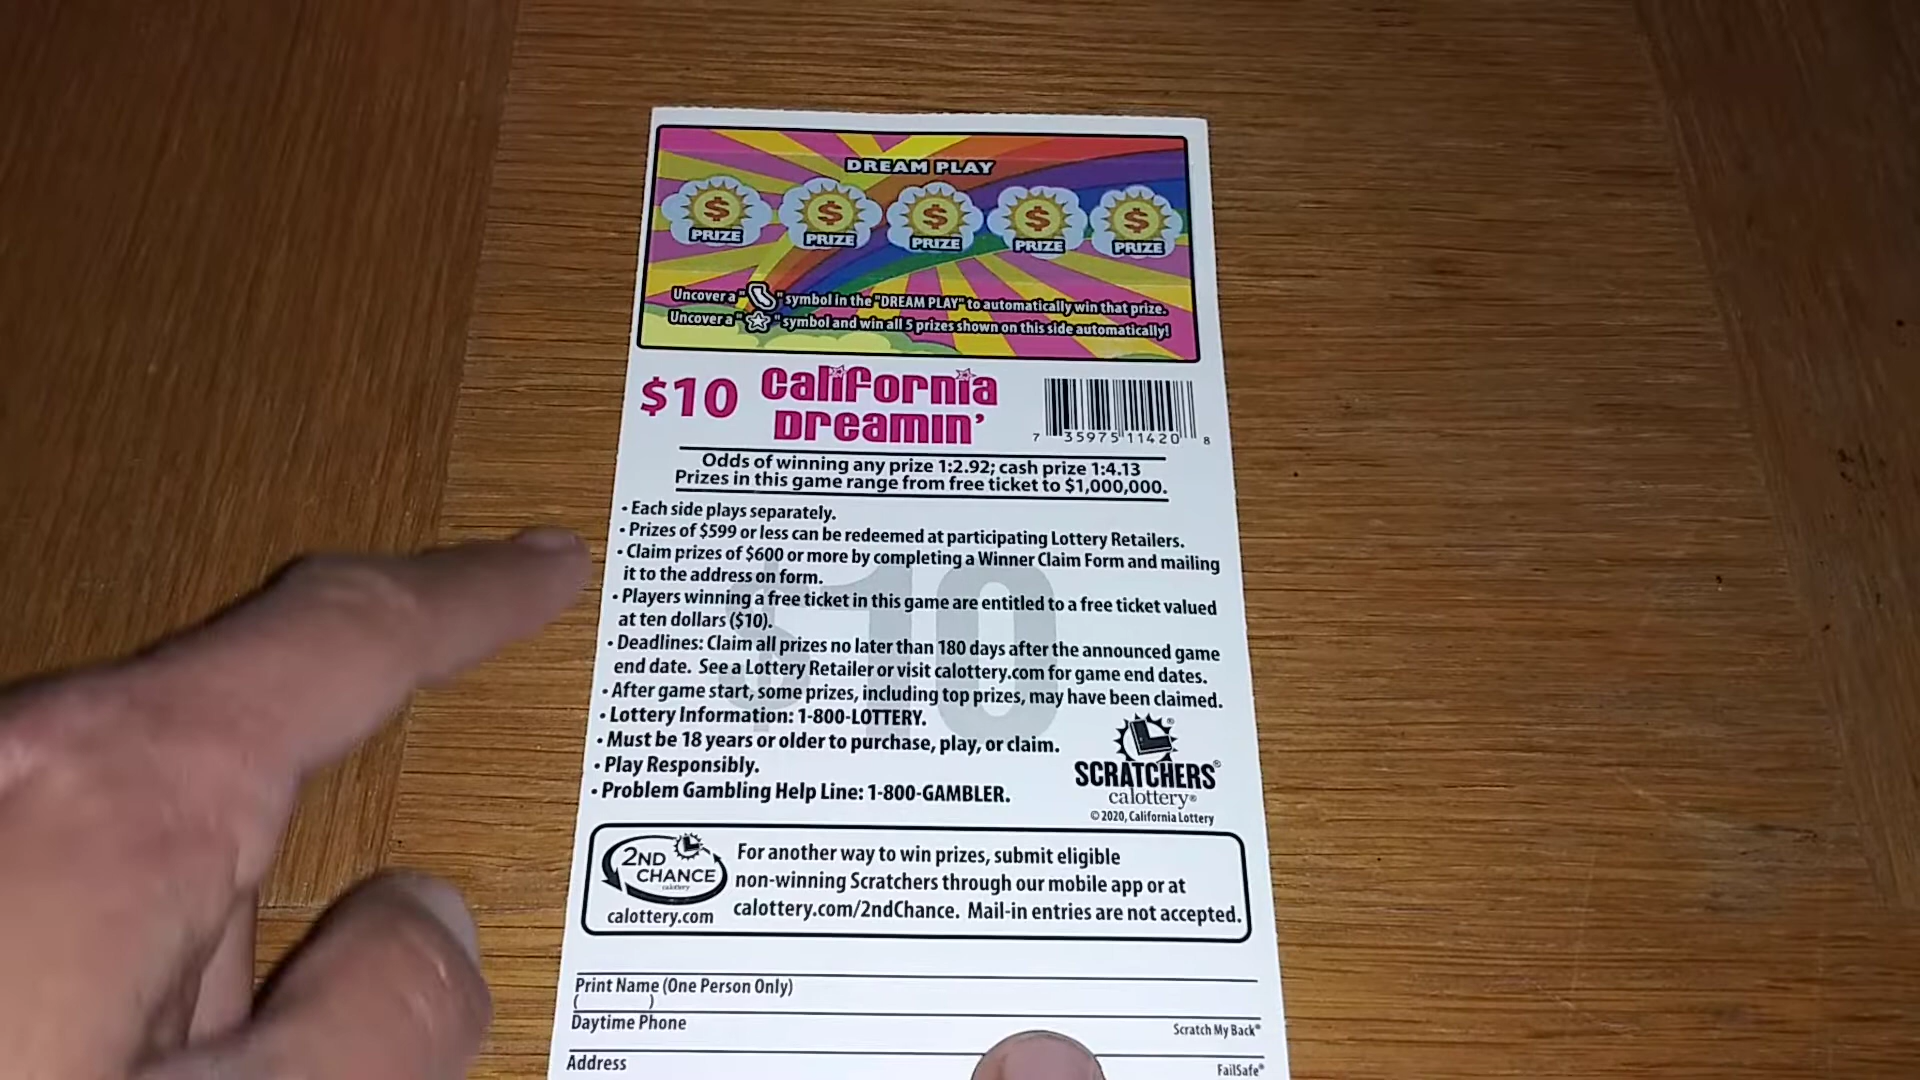 DREAM PLAY
$ $ $ $ $
PRIZE PRIZE PRIZE PRIZE PRIZE
Uncover a " " symbol in the "DREAM PLAY" to automatically win that prize.
Uncover a " " symbol and win all 5 prizes shown on this side automatically!
$10 California
Dreamin'
7 35975 11420 8
Odds of winning any prize 1:2.92; cash prize 1:4.13
Prizes in this game range from free ticket to $1,000,000.
$10
• Each side plays separately.
• Prizes of $599 or less can be redeemed at participating Lottery Retailers.
• Claim prizes of $600 or more by completing a Winner Claim Form and mailing
it to the address on form.
• Players winning a free ticket in this game are entitled to a free ticket valued
at ten dollars ($10).
• Deadlines: Claim all prizes no later than 180 days after the announced game
end date. See a Lottery Retailer or visit calottery.com for game end dates.
• After game start, some prizes, including top prizes, may have been claimed.
• Lottery Information: 1-800-LOTTERY.
• Must be 18 years or older to purchase, play, or claim.
• Play Responsibly.
• Problem Gambling Help Line: 1-800-GAMBLER.
SCRATCHERS®
calottery®
© 2020, California Lottery
2ND
CHANCE
calottery
calottery.com
For another way to win prizes, submit eligible
non-winning Scratchers through our mobile app or at
calottery.com/2ndChance. Mail-in entries are not accepted.
Print Name (One Person Only)
( )
Daytime Phone
Scratch My Back®
Address
FailSafe®